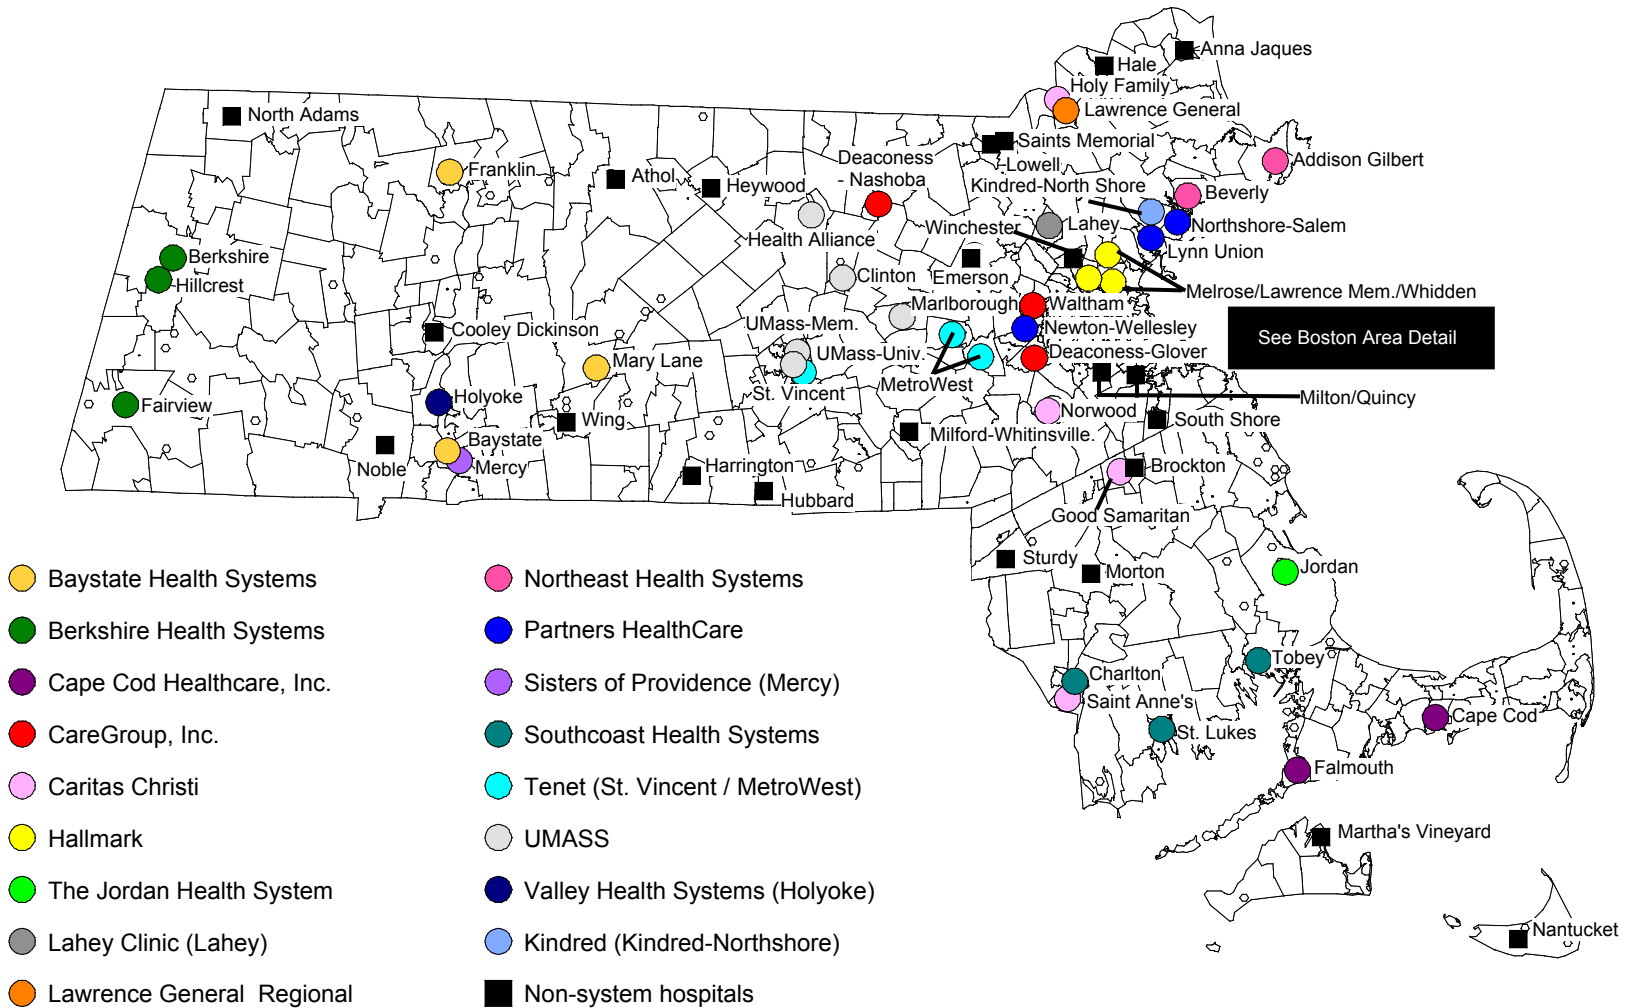 Anna Jaques
Hale
Holy Family
Lawrence General
North Adams
Saints Memorial
Lowell
Deaconess
- Nashoba
Addison Gilbert
Franklin
Athol
Heywood
Kindred-North Shore
Beverly
Northshore-Salem
Winchester
Lahey
Health Alliance
Lynn Union
Berkshire
Hillcrest
Clinton
Emerson
Melrose/Lawrence Mem./Whidden
Marlborough
Waltham
Cooley Dickinson
UMass-Mem.
Newton-Wellesley
See Boston Area Detail
UMass-Univ.
Deaconess-Glover
Mary Lane
MetroWest
St. Vincent
Fairview
Holyoke
Milton/Quincy
Norwood
Wing
South Shore
Baystate
Milford-Whitinsville.
Noble
Mercy
Harrington
Brockton
Hubbard
Good Samaritan
Sturdy
Morton
Jordan
Tobey
Charlton
Saint Anne's
St. Lukes
Cape Cod
Falmouth
Martha's Vineyard
Nantucket
Baystate Health Systems
Berkshire Health Systems
Cape Cod Healthcare, Inc.
CareGroup, Inc.
Caritas Christi
Hallmark
The Jordan Health System
Lahey Clinic (Lahey)
Lawrence General  Regional
Northeast Health Systems
Partners HealthCare
Sisters of Providence (Mercy)
Southcoast Health Systems
Tenet (St. Vincent / MetroWest)
UMASS
Valley Health Systems (Holyoke)
Kindred (Kindred-Northshore)
Non-system hospitals